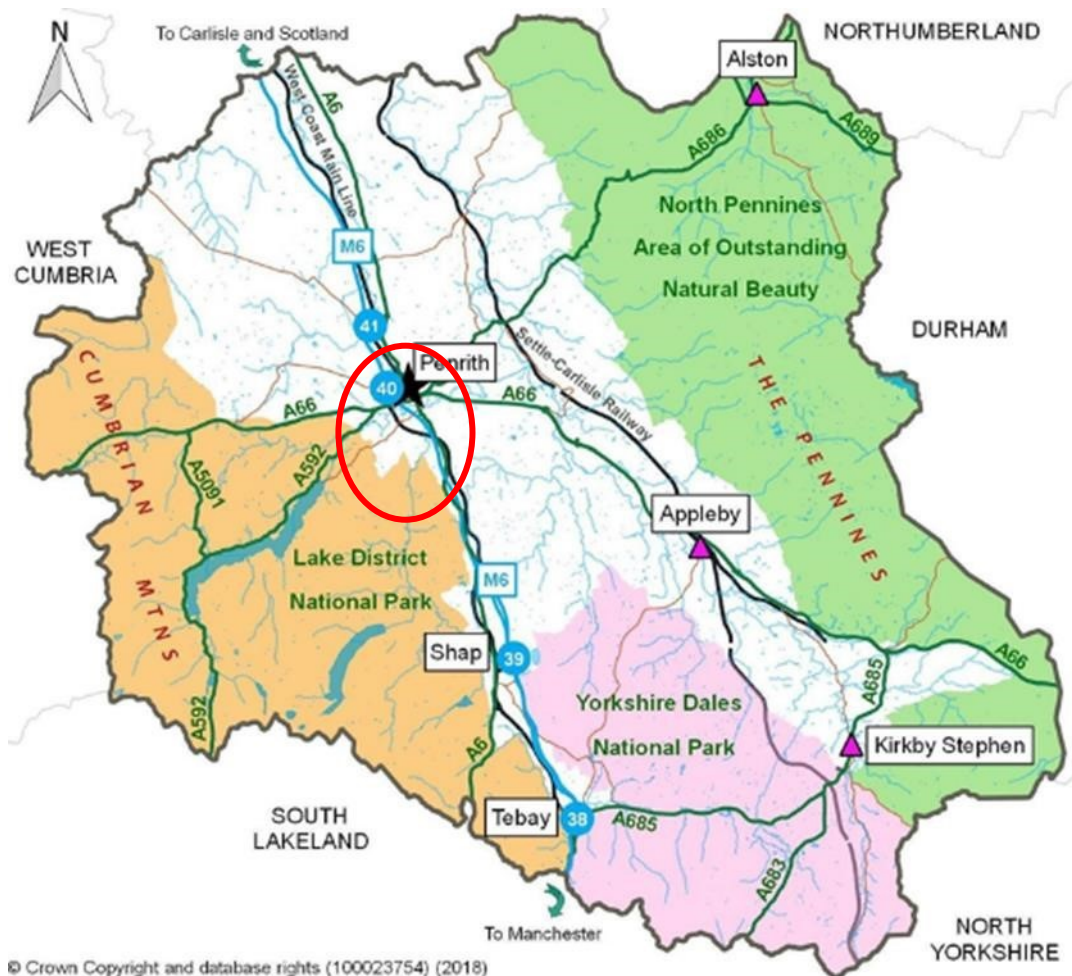 N
To Carlisle and Scotland
NORTHUMBERLAND
Alston
A6
West Coast Main Line
A686
A689
North Pennines
Area of Outstanding
Natural Beauty
WEST
CUMBRIA
M6
41
DURHAM
Settle-Carlisle Railway
Penrith
40
CUMBRIAN MTNS
THE PENNINES
A66
A66
A592
A5091
Appleby
Lake District
National Park
M6
Shap
39
A66
A685
Yorkshire Dales
National Park
A592
A6
Kirkby Stephen
SOUTH
LAKELAND
Tebay
38
A685
A683
To Manchester
NORTH
YORKSHIRE
© Crown Copyright and database rights (100023754) (2018)